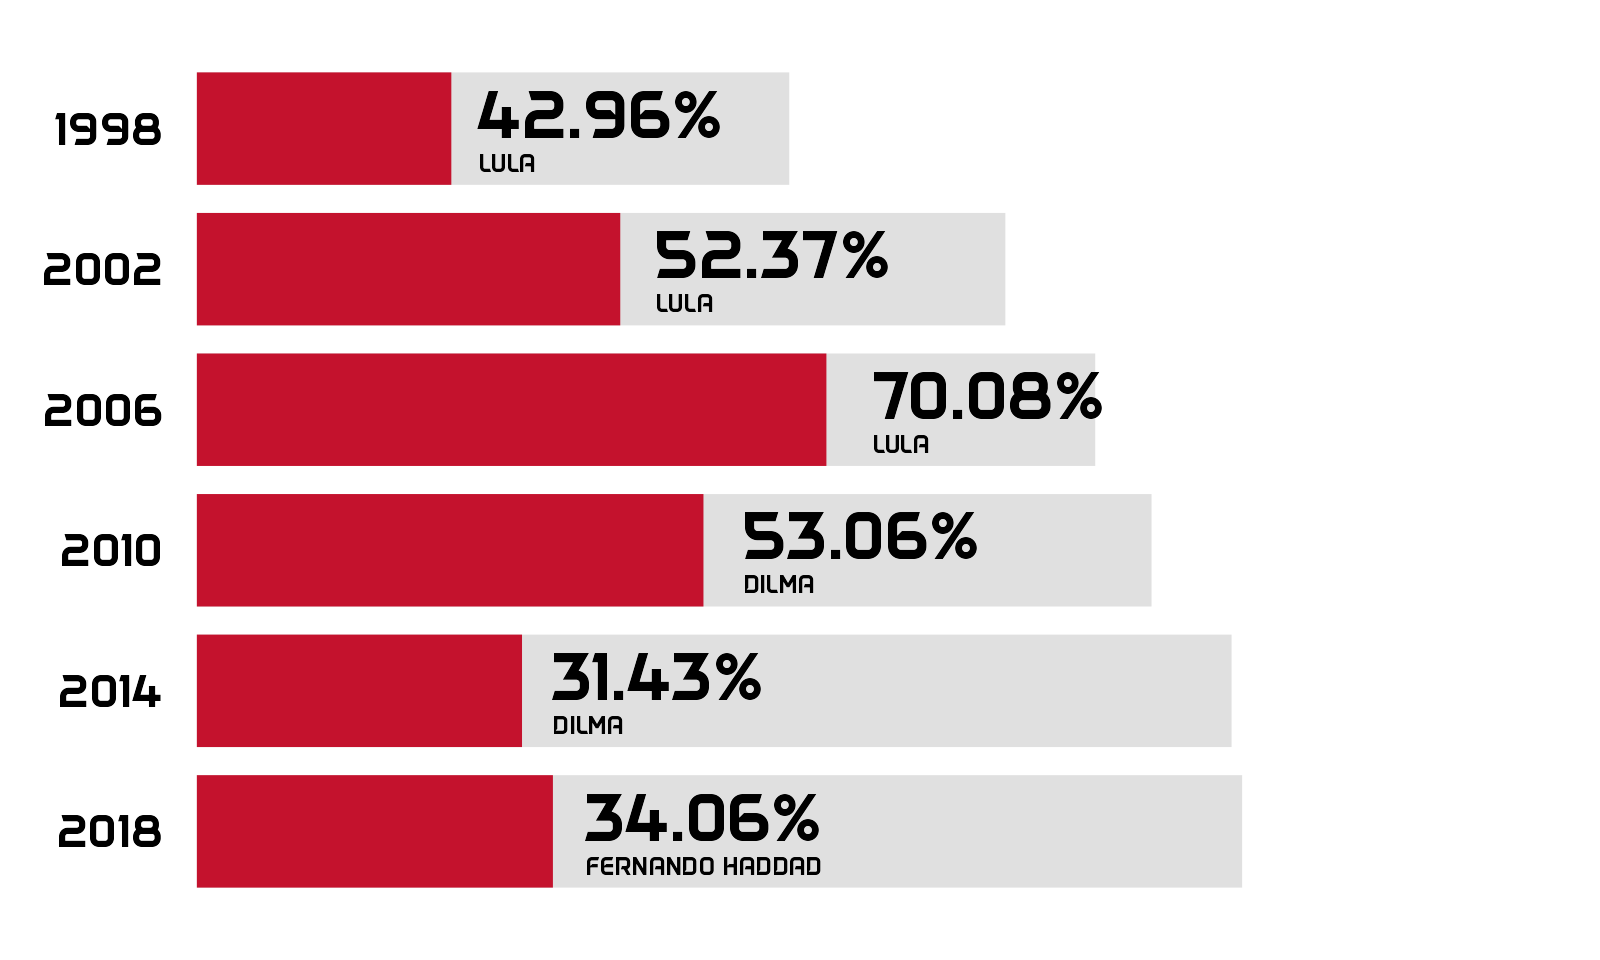 1998
42.96%
LULA
2002
52.37%
LULA
2006
70.08%
LULA
2010
53.06%
DILMA
2014
31.43%
DILMA
2018
34.06%
FERNANDO HADDAD